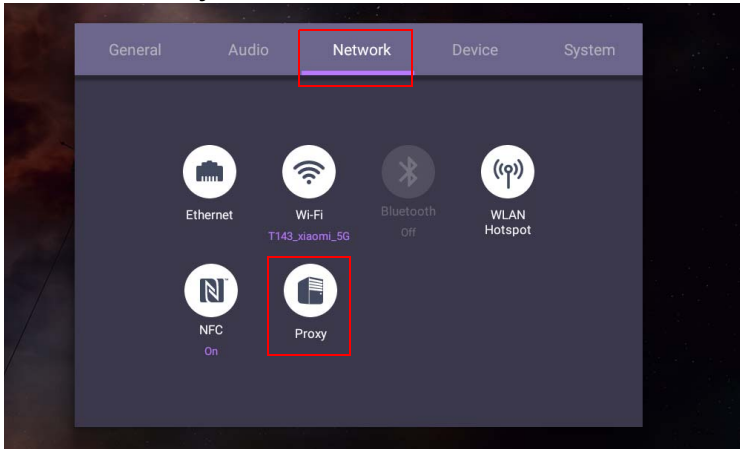 General Audio Network Device System
Ethernet Wi-Fi Bluetooth WLAN
Hotspot
T143_xiaomi_5G Off
NFC Proxy
On